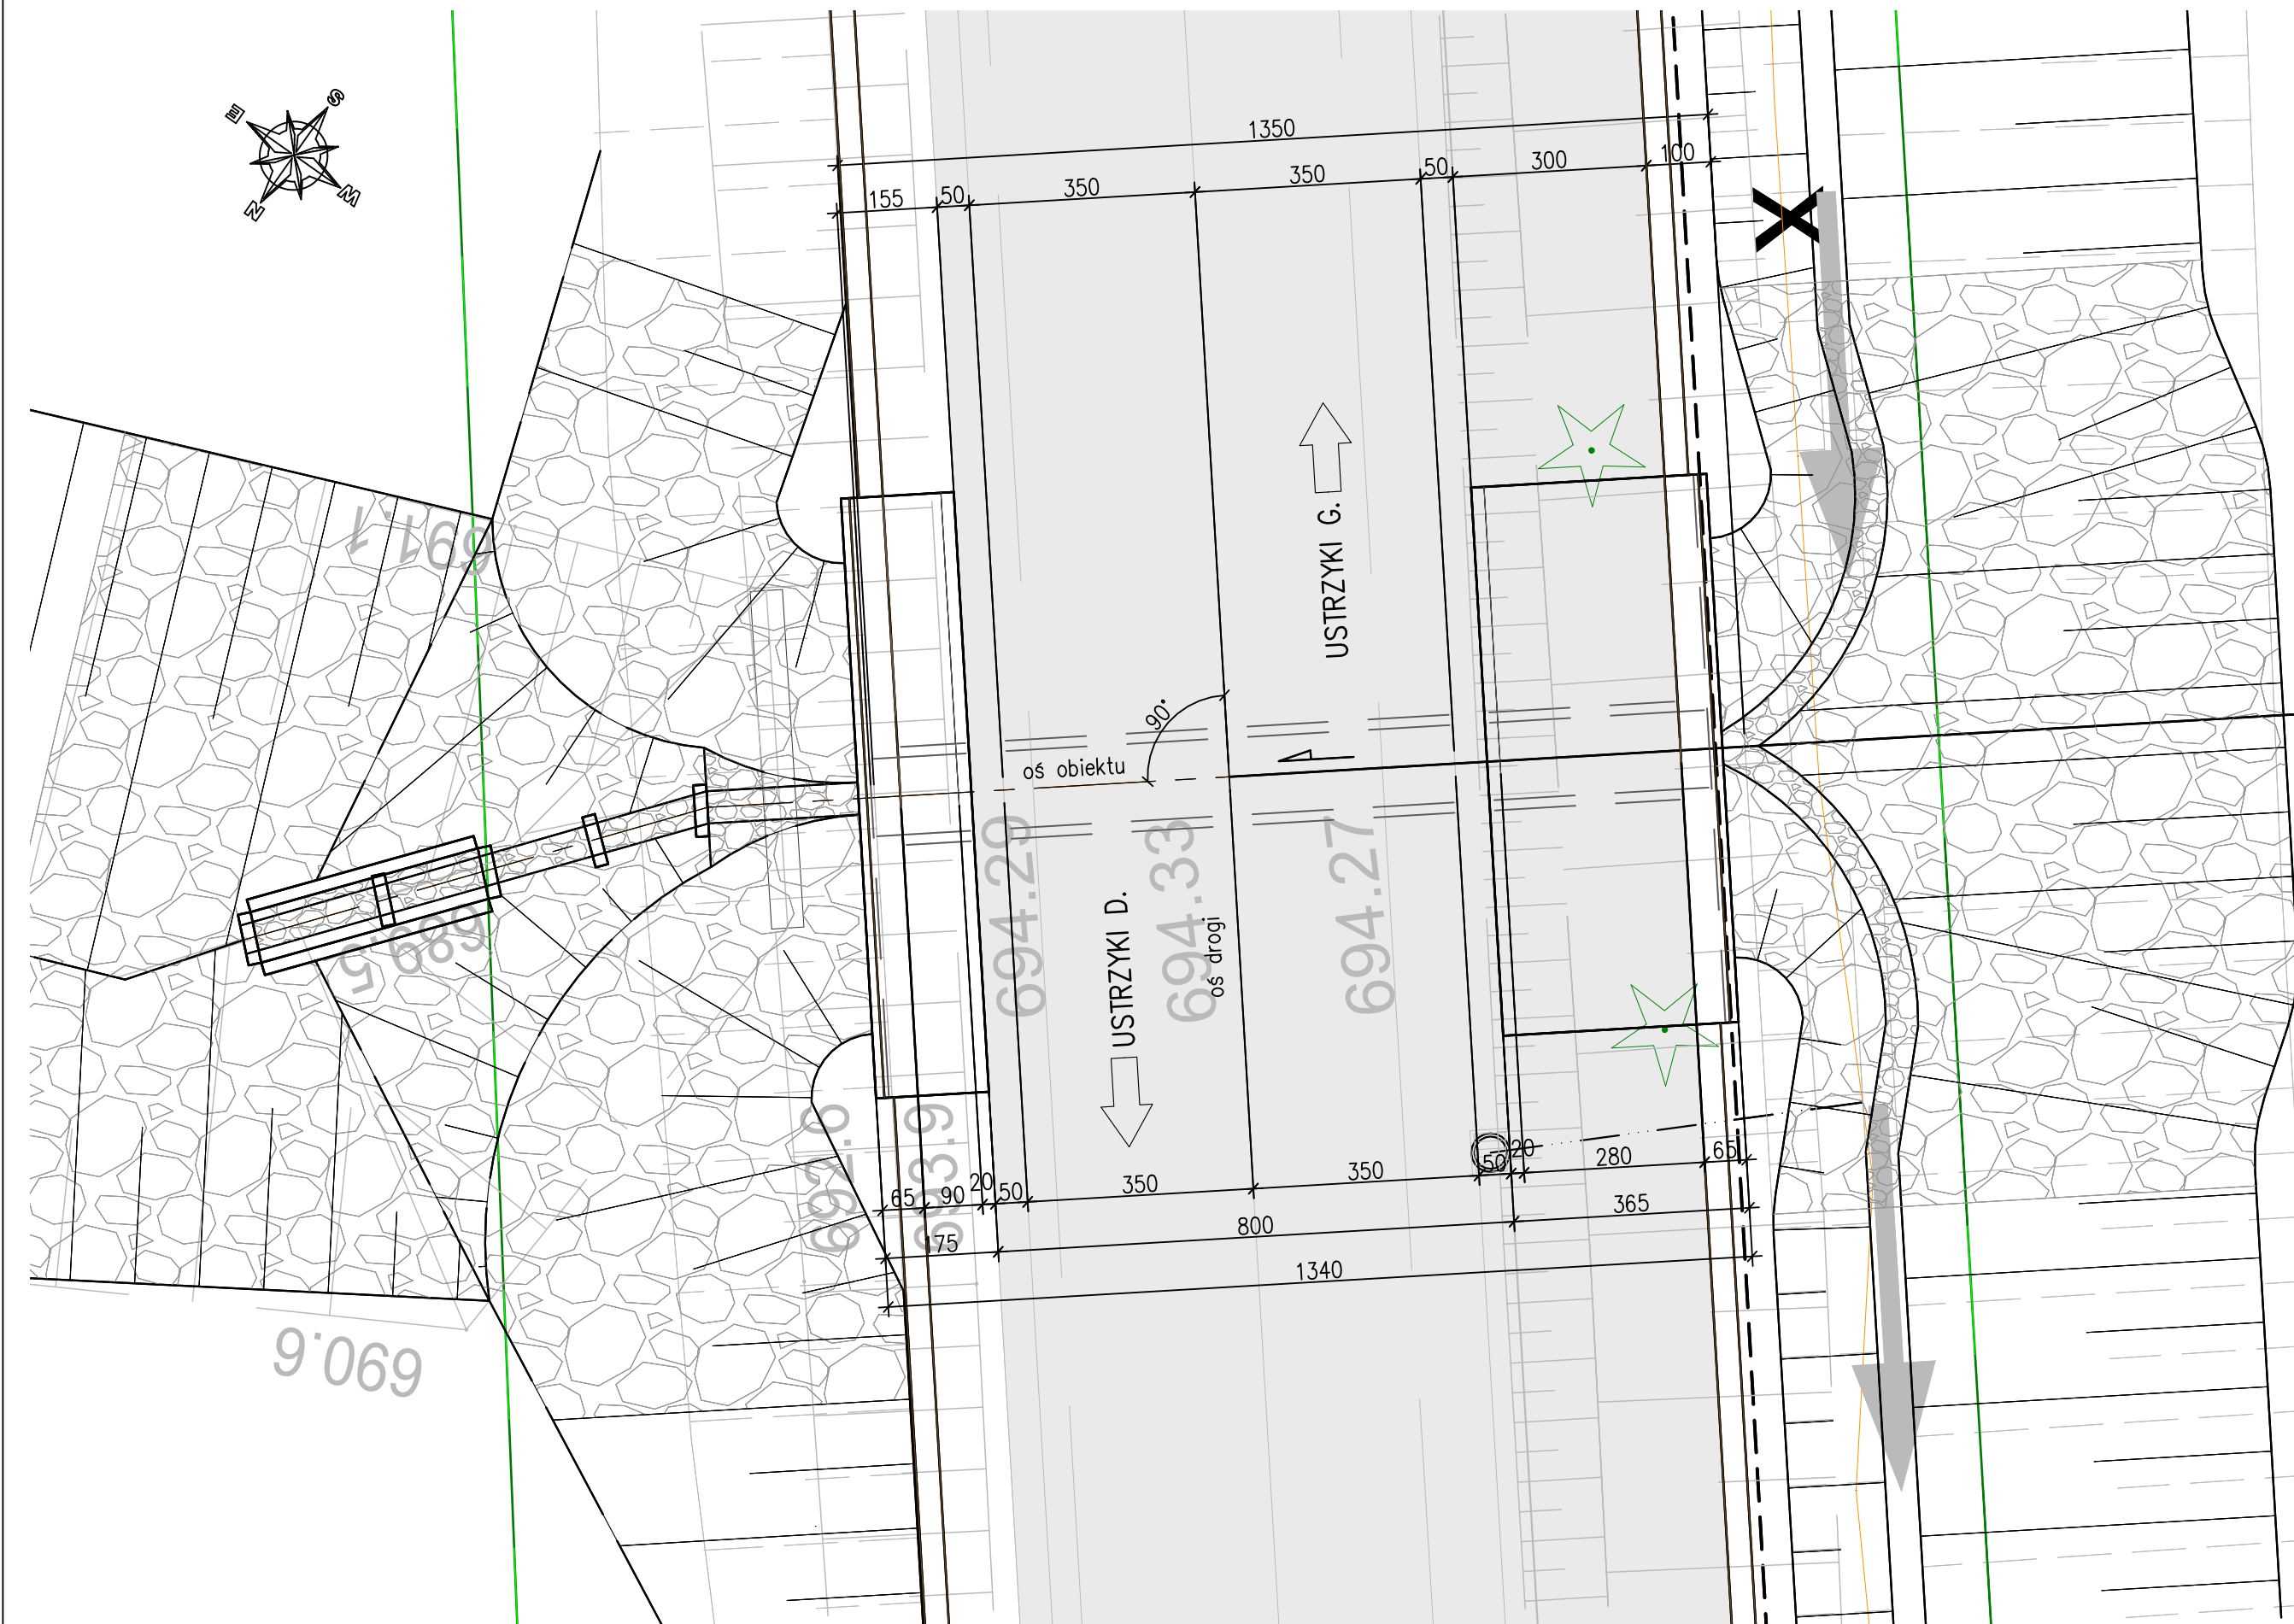 S
E
W
N
1350
155 50 350 350 50 300 100
691.1
USTRZYKI G.
90°
oś obiektu
689.5
694.29
694.33
694.27
USTRZYKI D.
oś drogi
692.6
693.9
65 90 20 50 350 350 50 20 280 65
175 800 365
1340
690.6